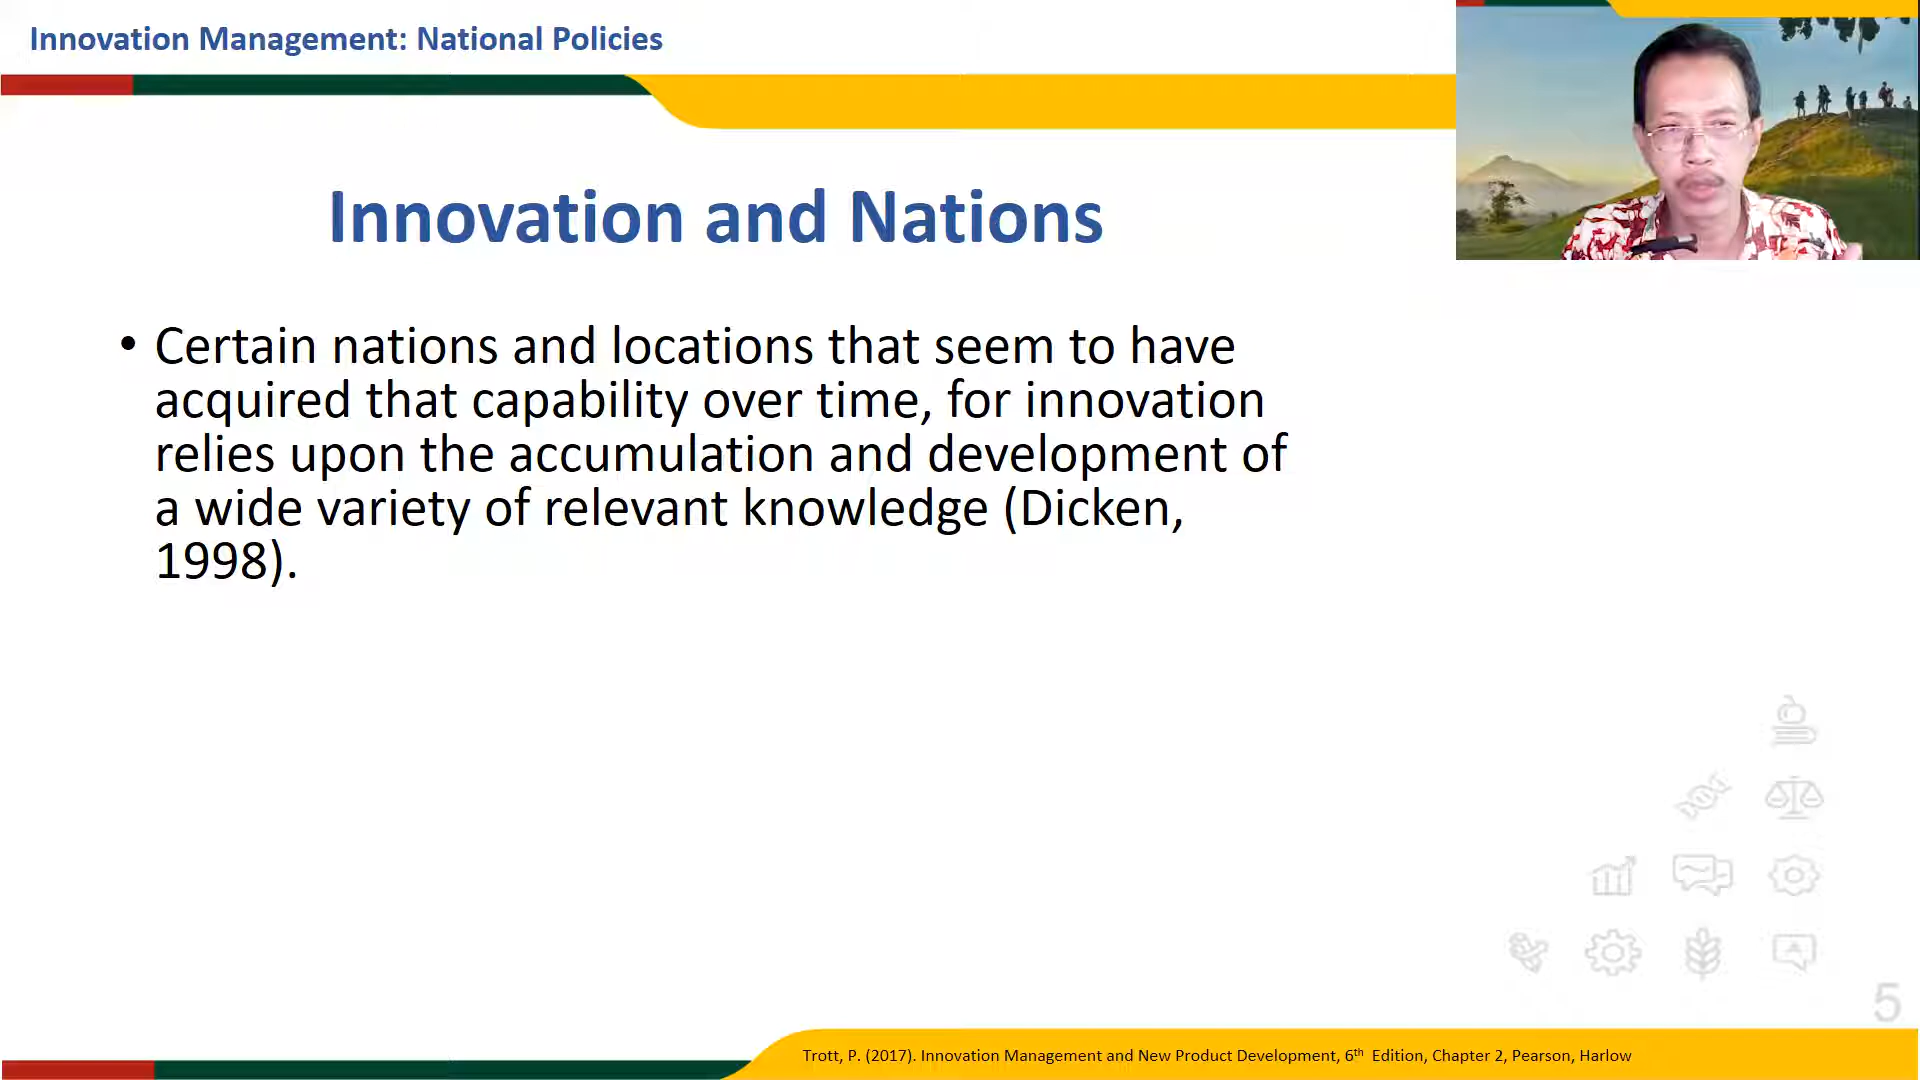 Innovation Management: National Policies
Innovation and Nations
• Certain nations and locations that seem to have
acquired that capability over time, for innovation
relies upon the accumulation and development of
a wide variety of relevant knowledge (Dicken,
1998).
5
Trott, P. (2017). Innovation Management and New Product Development, 6th Edition, Chapter 2, Pearson, Harlow